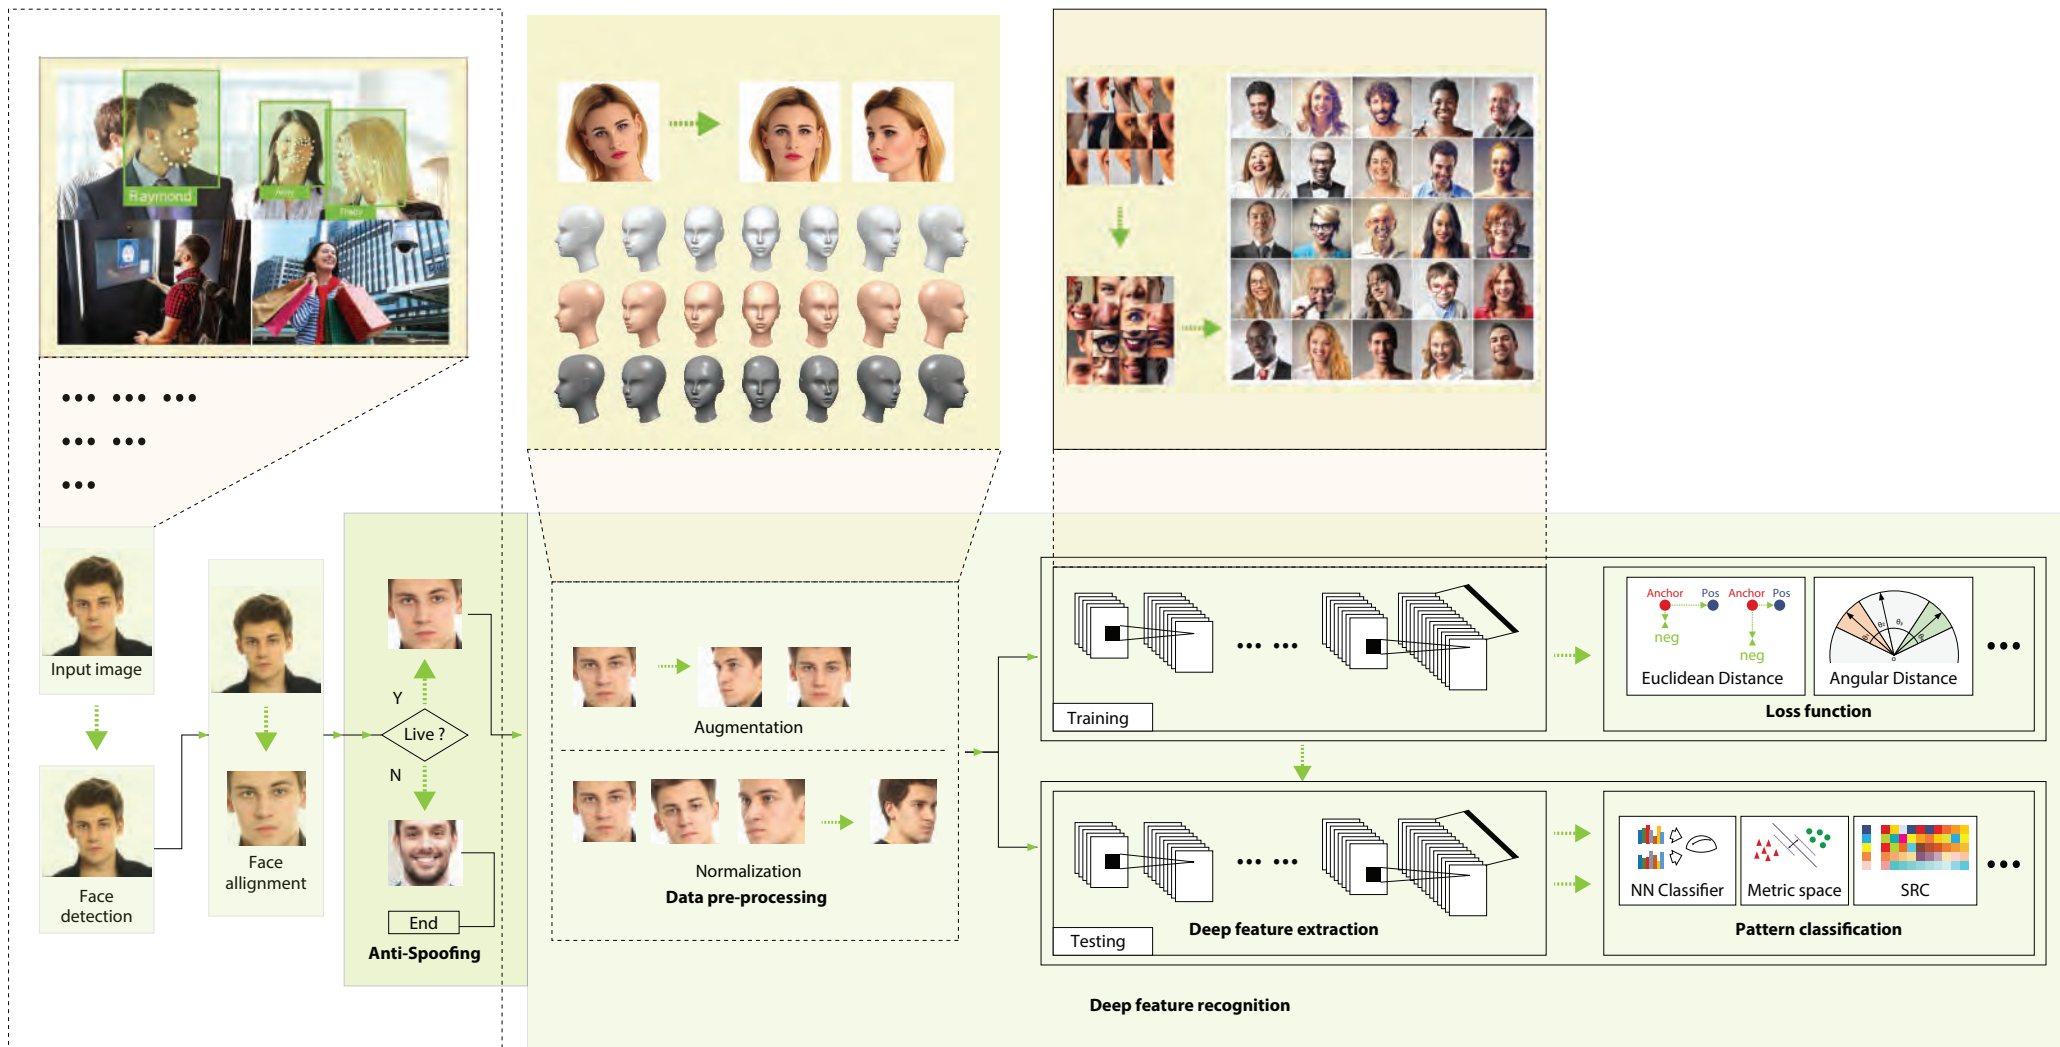 Raymond
Amy
Tracy
Input image
Face
detection
Face
allignment
Y
Live ?
N
End
Anti-Spoofing
Augmentation
Normalization
Data pre-processing
Training
Anchor
Pos
Anchor
Pos
neg
neg
Euclidean Distance
Angular Distance
Loss function
Testing
Deep feature extraction
NN Classifier
Metric space
SRC
Pattern classification
Deep feature recognition